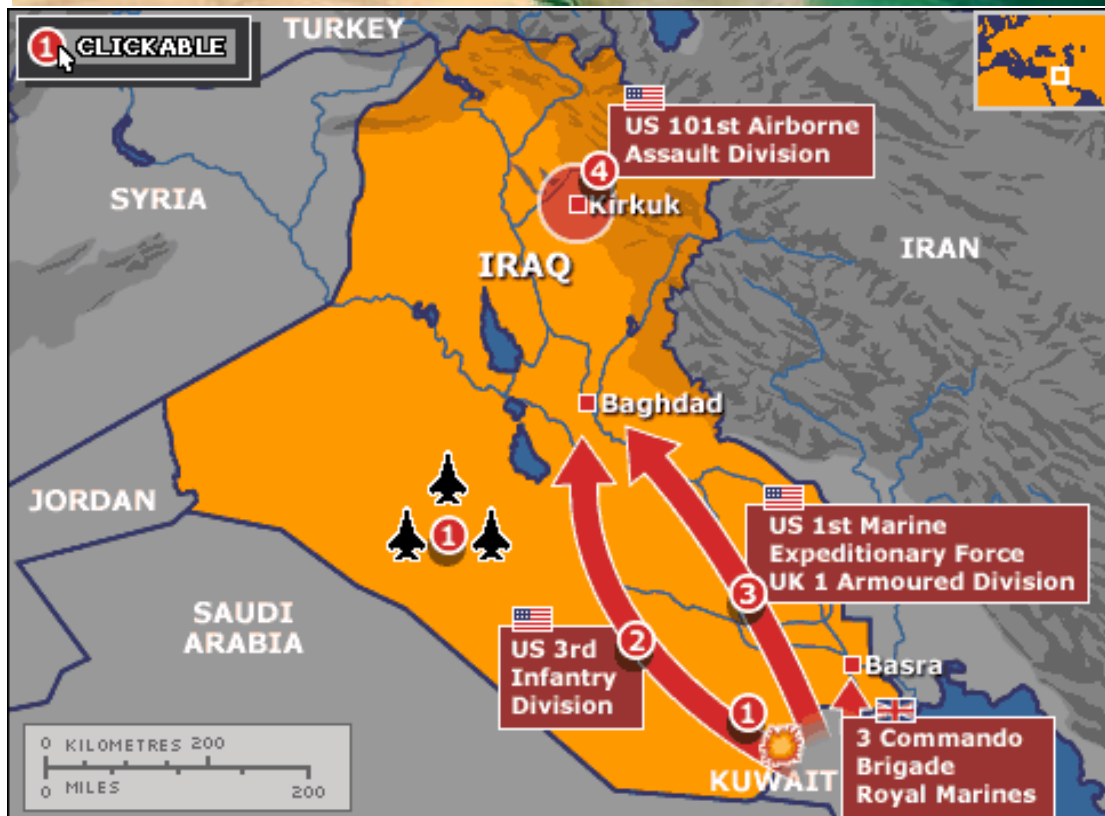 1 CLICKABLE
TURKEY
US 101st Airborne
Assault Division
4
SYRIA
Kirkuk
IRAN
IRAQ
Baghdad
JORDAN
1
US 1st Marine
Expeditionary Force
UK 1 Armoured Division
3
SAUDI
ARABIA
2
US 3rd
Infantry
Division
Basra
1
3 Commando
Brigade
Royal Marines
KUWAIT
0 KILOMETRES 200
0 MILES 200